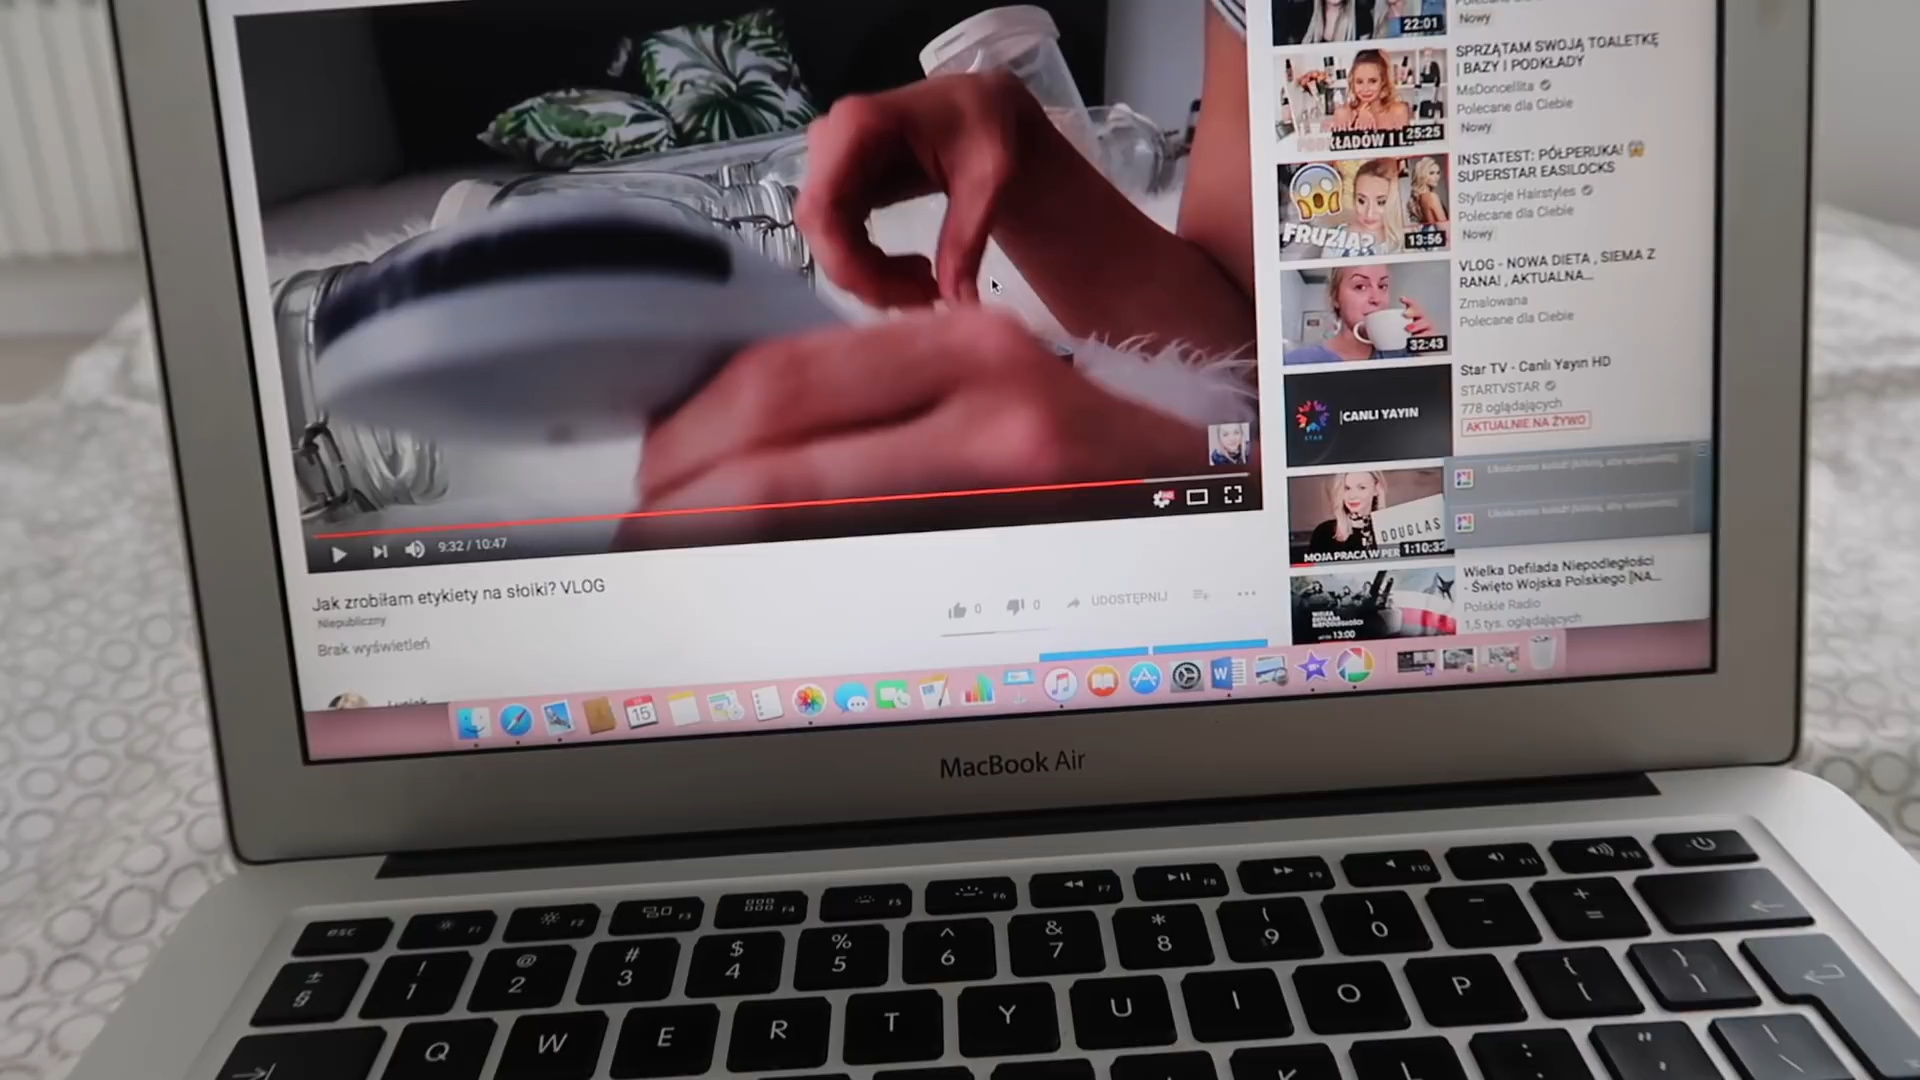 9:32 / 10:47
Jak zrobiłam etykiety na słoiki? VLOG
Niepubliczny
Brak wyświetleń
0
0
UDOSTĘPNIJ
22:01
Nowy
SPRZĄTAM SWOJĄ TOALETKĘ
| BAZY I PODKŁADY
MsDoncellita
Polecane dla Ciebie
Nowy
25:25
INSTATEST: PÓŁPERUKA!
SUPERSTAR EASILOCKS
Stylizacje Hairstyles
Polecane dla Ciebie
Nowy
FRUZIA?
13:56
VLOG - NOWA DIETA , SIEMA Z
RANA! , AKTUALNA...
Zmalowana
Polecane dla Ciebie
32:43
Star TV - Canlı Yayın HD
STARTVSTAR
778 oglądających
AKTUALNIE NA ŻYWO
STAR
CANLI YAYIN
DOUGLAS
MOJA PRACA W PER
1:10:32
Wielka Defilada Niepodległości
- Święto Wojska Polskiego [NA...
Polskie Radio
1,5 tys. oglądających
WIELKA
DEFILADA
NIEPODLEGŁOŚCI
13:00
15
W
MacBook Air
esc F1 F2 F3 F4 F5 F6 F7 F8 F9 F10 F11 F12
± § ! 1 @ 2 # 3 $ 4 % 5 ^ 6 & 7 * 8 ( 9 ) 0 _ - + =
Q W E R T Y U I O P { [ } ]
K L : ; " ' | \